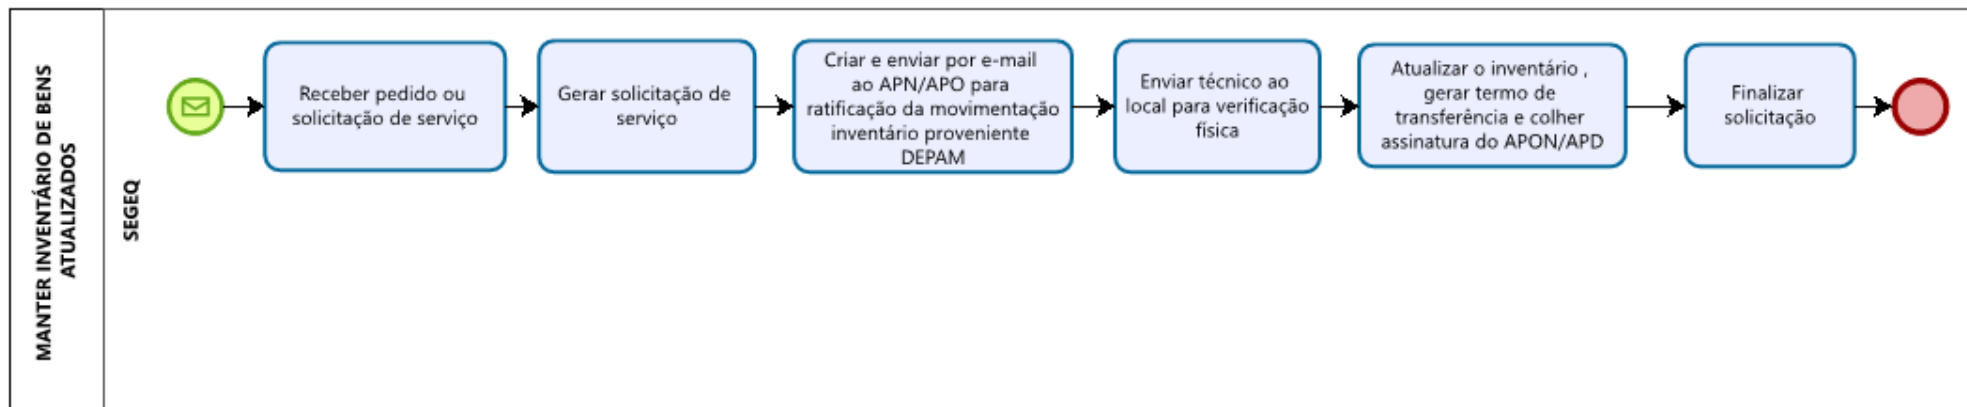 MANTER INVENTÁRIO DE BENS
ATUALIZADOS
SEGEQ
Receber pedido ou
solicitação de serviço
Gerar solicitação de
serviço
Criar e enviar por e-mail
ao APN/APO para
ratificação da movimentação
inventário proveniente
DEPAM
Enviar técnico ao
local para verificação
física
Atualizar o inventário ,
gerar termo de
transferência e colher
assinatura do APON/APD
Finalizar
solicitação